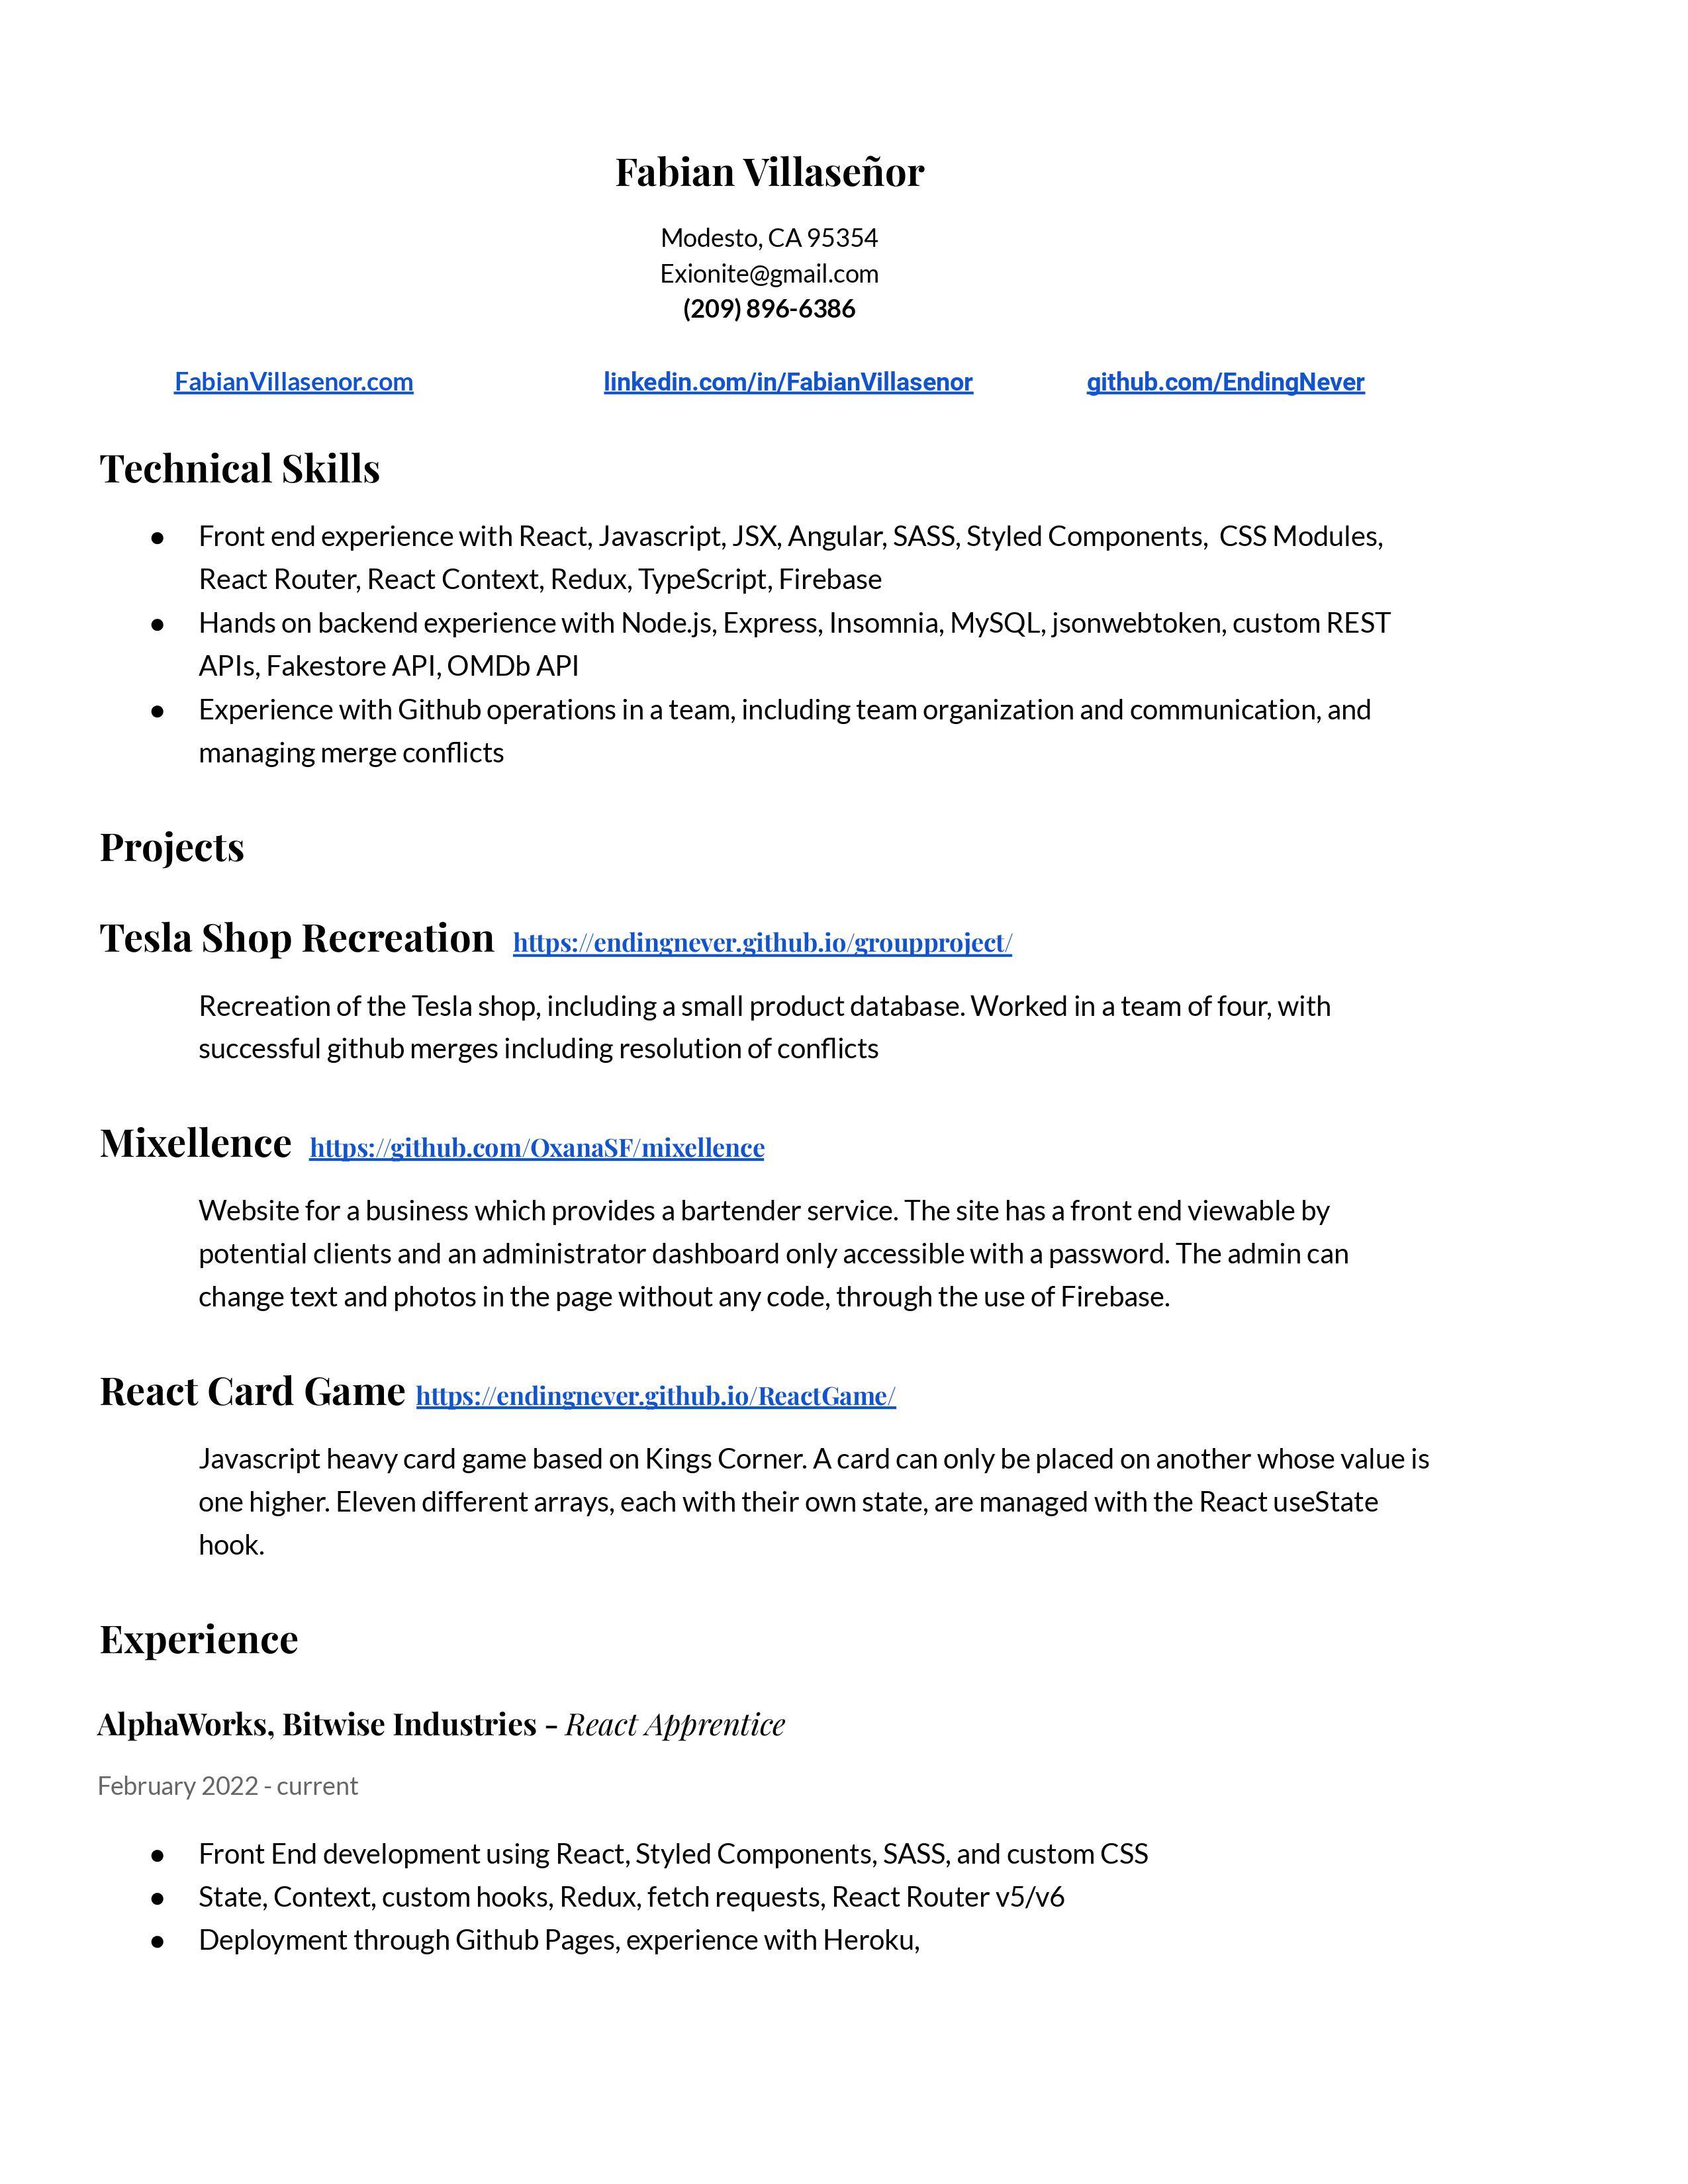 Fabian Villaseñor
Modesto, CA 95354
Exionite@gmail.com
(209) 896-6386
FabianVillasenor.com linkedin.com/in/FabianVillasenor github.com/EndingNever
Technical Skills
● Front end experience with React, Javascript, JSX, Angular, SASS, Styled Components,  CSS Modules,
React Router, React Context, Redux, TypeScript, Firebase
● Hands on backend experience with Node.js, Express, Insomnia, MySQL, jsonwebtoken, custom REST
APIs, Fakestore API, OMDb API
● Experience with Github operations in a team, including team organization and communication, and
managing merge conflicts
Projects
Tesla Shop Recreation https://endingnever.github.io/groupproject/
Recreation of the Tesla shop, including a small product database. Worked in a team of four, with
successful github merges including resolution of conflicts
Mixellence https://github.com/OxanaSF/mixellence
Website for a business which provides a bartender service. The site has a front end viewable by
potential clients and an administrator dashboard only accessible with a password. The admin can
change text and photos in the page without any code, through the use of Firebase.
React Card Game https://endingnever.github.io/ReactGame/
Javascript heavy card game based on Kings Corner. A card can only be placed on another whose value is
one higher. Eleven different arrays, each with their own state, are managed with the React useState
hook.
Experience
AlphaWorks, Bitwise Industries - React Apprentice
February 2022 - current
● Front End development using React, Styled Components, SASS, and custom CSS
● State, Context, custom hooks, Redux, fetch requests, React Router v5/v6
● Deployment through Github Pages, experience with Heroku,